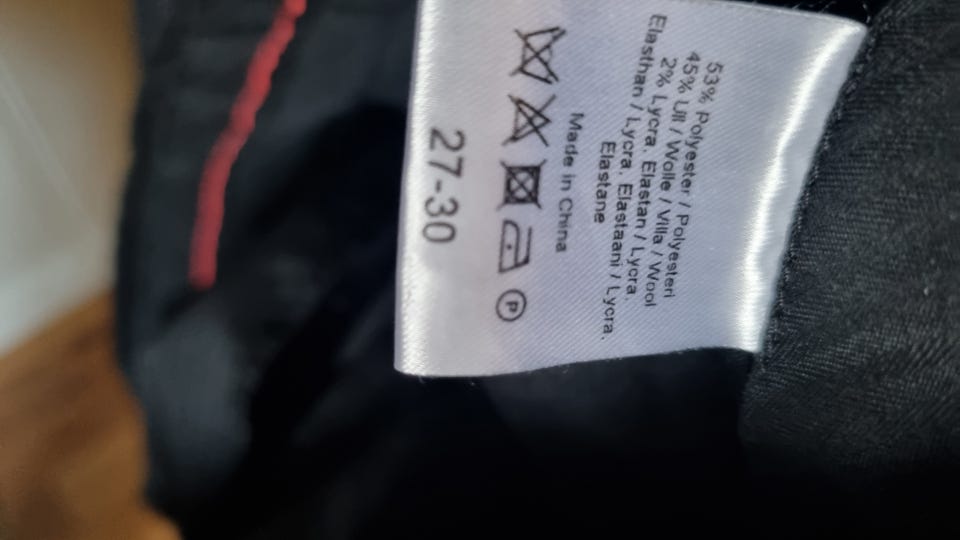 53% Polyester / Polyesteri
45% Ull / Wolle / Villa / Wool
2% Lycra. Elastan / Lycra.
Elasthan / Lycra. Elastaani / Lycra.
Elastane
Made in China
P
27-30